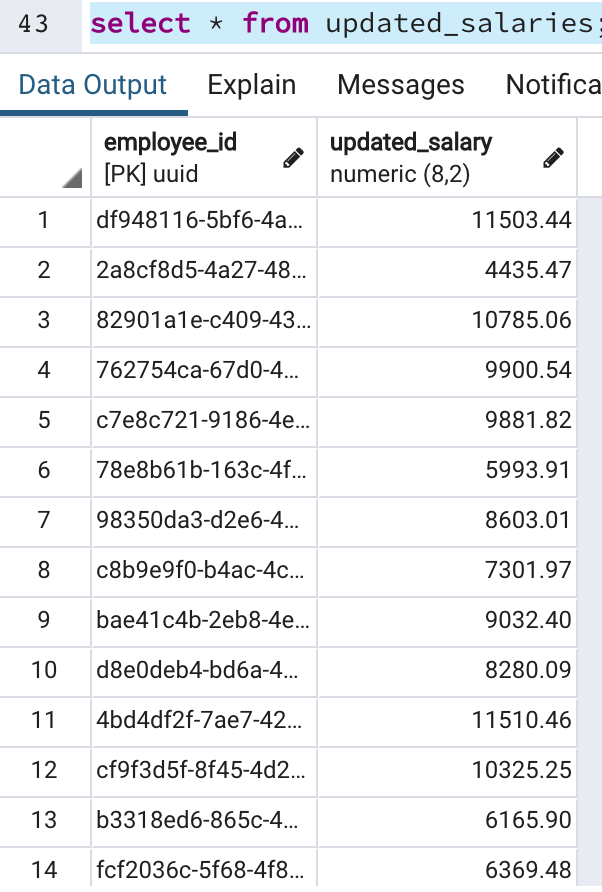 43 select * from updated_salaries;
Data Output Explain Messages Notifica
employee_id updated_salary
[PK] uuid numeric (8,2)
1 df948116-5bf6-4a... 11503.44
2 2a8cf8d5-4a27-48... 4435.47
3 82901a1e-c409-43... 10785.06
4 762754ca-67d0-4... 9900.54
5 c7e8c721-9186-4e... 9881.82
6 78e8b61b-163c-4f... 5993.91
7 98350da3-d2e6-4... 8603.01
8 c8b9e9f0-b4ac-4c... 7301.97
9 bae41c4b-2eb8-4e... 9032.40
10 d8e0deb4-bd6a-4... 8280.09
11 4bd4df2f-7ae7-42... 11510.46
12 cf9f3d5f-8f45-4d2... 10325.25
13 b3318ed6-865c-4... 6165.90
14 fcf2036c-5f68-4f8... 6369.48